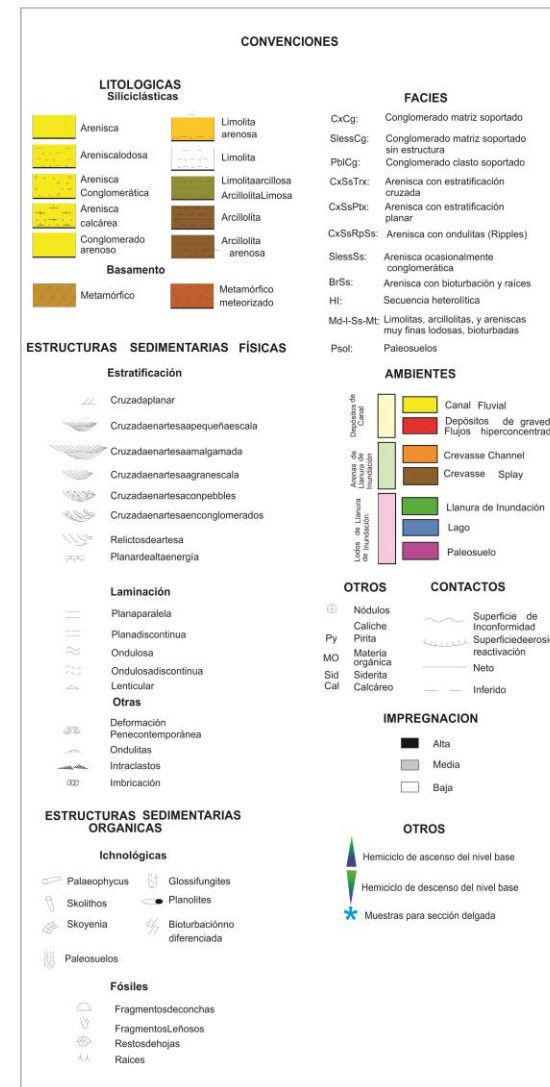 CONVENCIONES
LITOLOGICAS
Siliciclásticas
Arenisca
Areniscalodosa
Arenisca
Conglomerática
Arenisca
calcárea
Conglomerado
arenoso
Limolita
arenosa
Limolita
Limolitaarcillosa
ArcillolitaLimosa
Arcillolita
Arcillolita
arenosa
Basamento
Metamórfico
Metamórfico
meteorizado
ESTRUCTURAS SEDIMENTARIAS FÍSICAS
Estratificación
Cruzadaplanar
Cruzadaenartesaapequeñaescala
Cruzadaenartesaamalgamada
Cruzadaenartesaagranescala
Cruzadaenartesaconpebbles
Cruzadaenartesaenconglomerados
Relictosdeartesa
Planardealtaenergía
Laminación
Planaparalela
Planadiscontinua
Ondulosa
Ondulosadiscontinua
Lenticular
Otras
Deformación
Penecontemporánea
Ondulitas
Intraclastos
Imbricación
ESTRUCTURAS SEDIMENTARIAS
ORGANICAS
Ichnológicas
Palaeophycus
Skolithos
Skoyenia
Paleosuelos
Glossifungites
Planolites
Bioturbaciónno
diferenciada
Fósiles
Fragmentosdeconchas
FragmentosLeñosos
Restosdehojas
Raices
FACIES
CxCg: Conglomerado matriz soportado
SlessCg: Conglomerado matriz soportado
sin estructura
PblCg: Conglomerado clasto soportado
CxSsTrx: Arenisca con estratificación
cruzada
CxSsPtx: Arenisca con estratificación
planar
CxSsRpSs: Arenisca con ondulitas (Ripples)
SlessSs: Arenisca ocasionalmente
conglomerática
BrSs: Arenisca con bioturbación y raíces
Hl: Secuencia heterolítica
Md-l-Ss-Mt: Limolitas, arcillolitas, y areniscas
muy finas lodosas, bioturbadas
Psol: Paleosuelos
AMBIENTES
Depósitos de
Canal
Canal Fluvial
Depósitos de graved
Flujos hiperconcentrad
Arenas de
Llanura de
Inundación
Crevasse Channel
Crevasse Splay
Lodos de Llanura
de Inundación
Llanura de Inundación
Lago
Paleosuelo
OTROS
Nódulos
Caliche
Py Pirita
MO Materia
orgánica
Sid Siderita
Cal Calcáreo
CONTACTOS
Superficie de
Inconformidad
Superficiedeerosió
reactivación
Neto
Inferido
IMPREGNACION
Alta
Media
Baja
OTROS
Hemiciclo de ascenso del nivel base
Hemiciclo de descenso del nivel base
Muestras para sección delgada